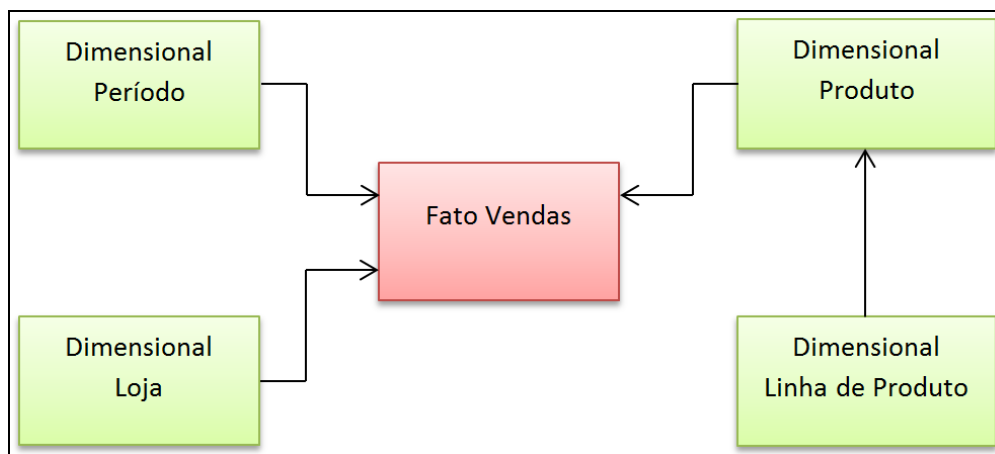 Dimensional
Período
Dimensional
Produto
Fato Vendas
Dimensional
Loja
Dimensional
Linha de Produto